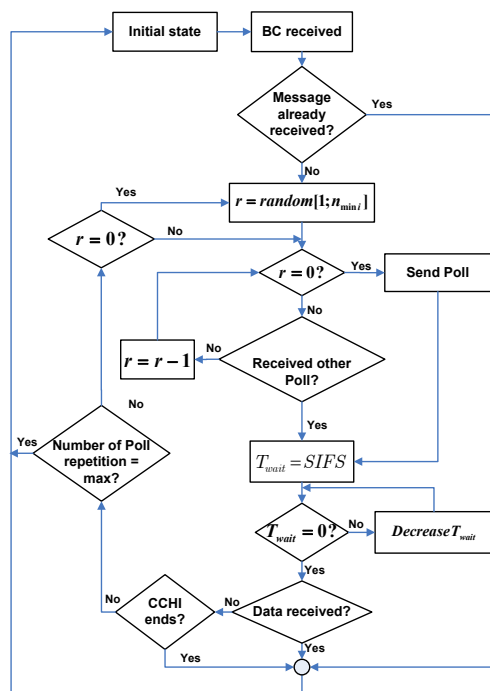 Initial state
BC received
Message
already
received?
Yes
No
r = random[1; n_min i]
Yes
No
r = 0?
r = 0?
Yes
Send Poll
No
r = r − 1
No
Received other
Poll?
Yes
No
Yes
Number of Poll
repetition =
max?
T_wait = SIFS
T_wait = 0?
No
Decrease T_wait
Yes
No
CCHI
ends?
No
Data received?
Yes
Yes